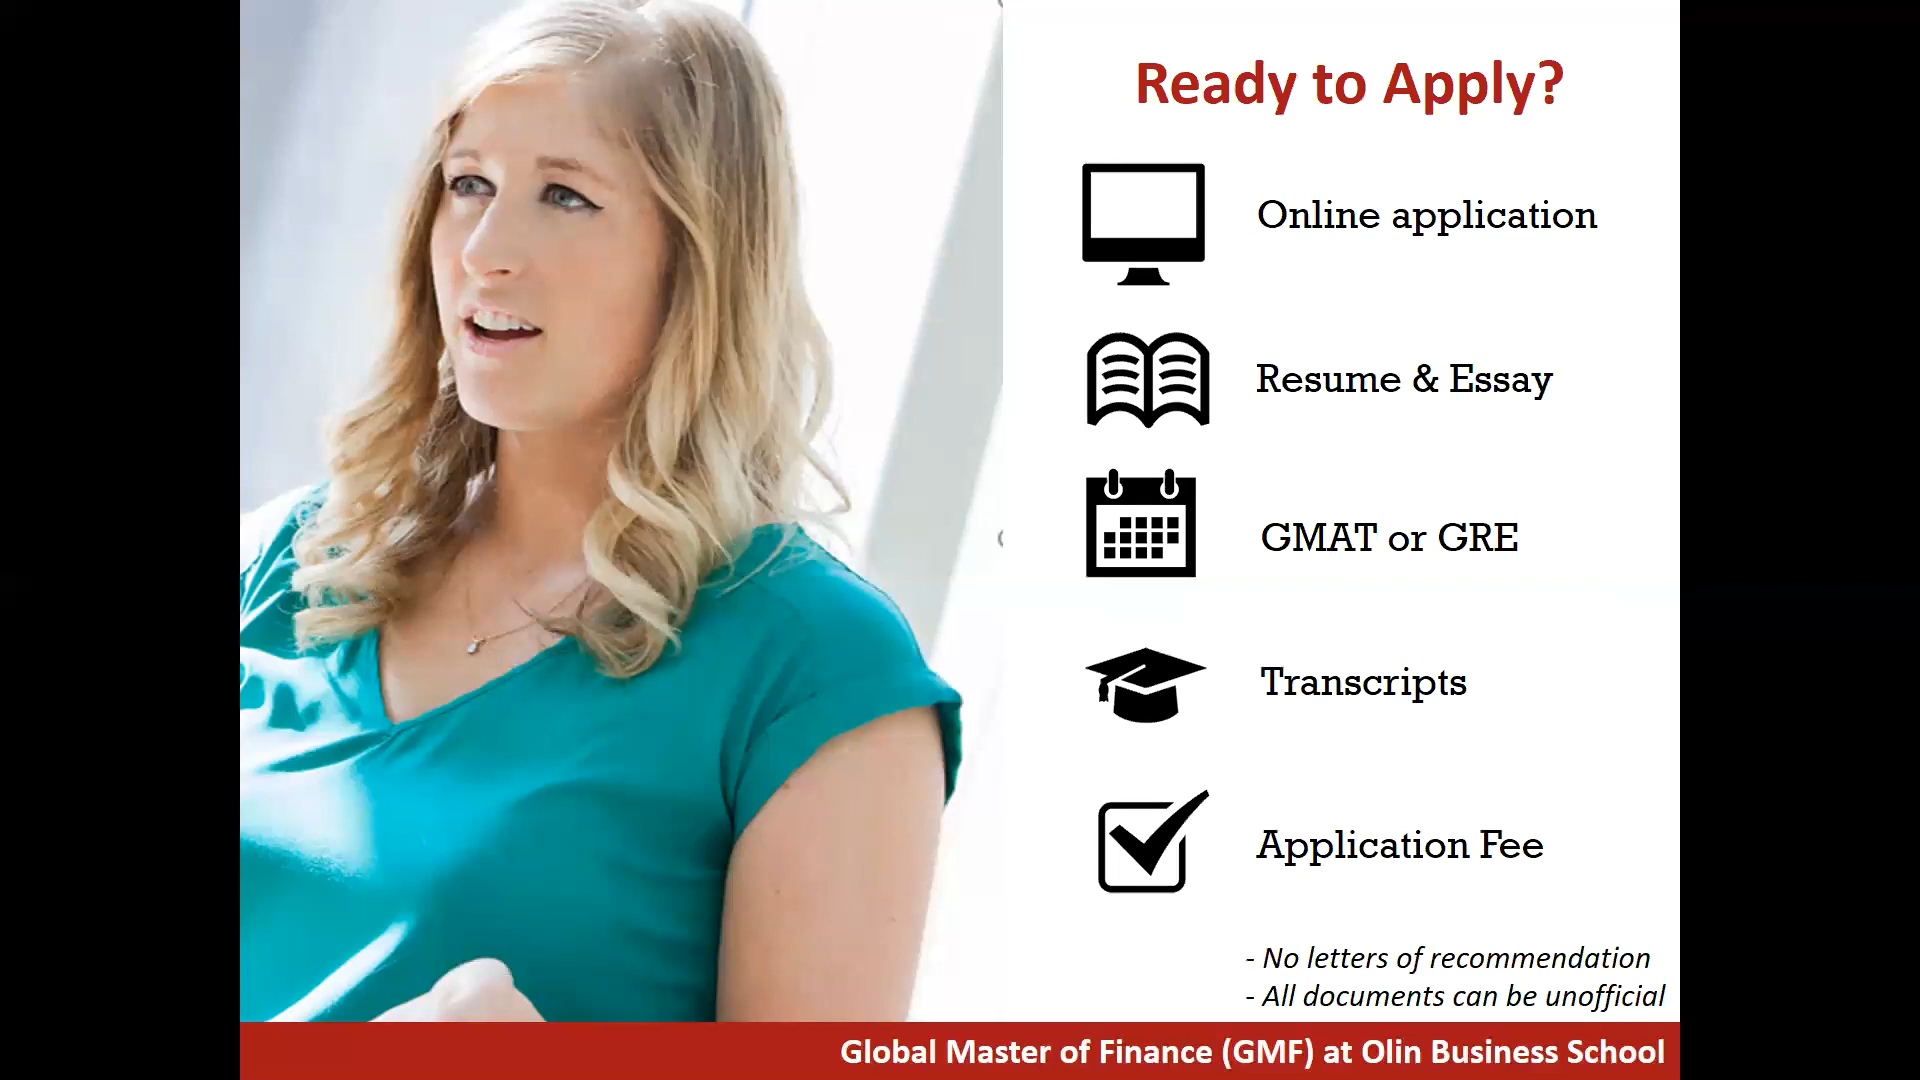 Ready to Apply?
Online application
Resume & Essay
GMAT or GRE
Transcripts
Application Fee
- No letters of recommendation
- All documents can be unofficial
Global Master of Finance (GMF) at Olin Business School